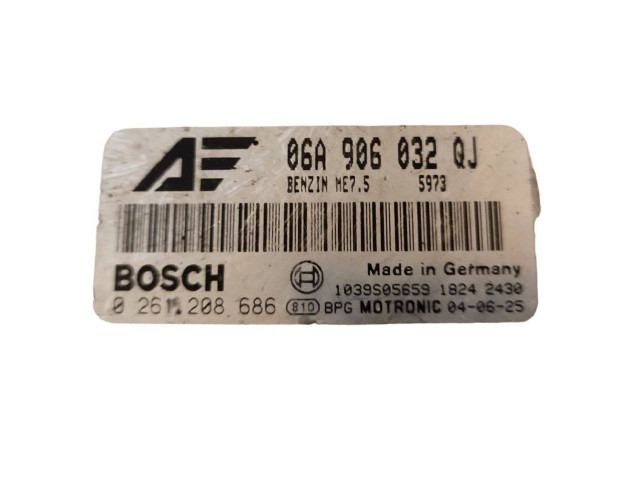 AE 06A 906 032 QJ
BENZIN ME7.5 5973
BOSCH Made in Germany
1039S05659 1824 2430
0 261 208 686 810 BPG MOTRONIC 04-06-25